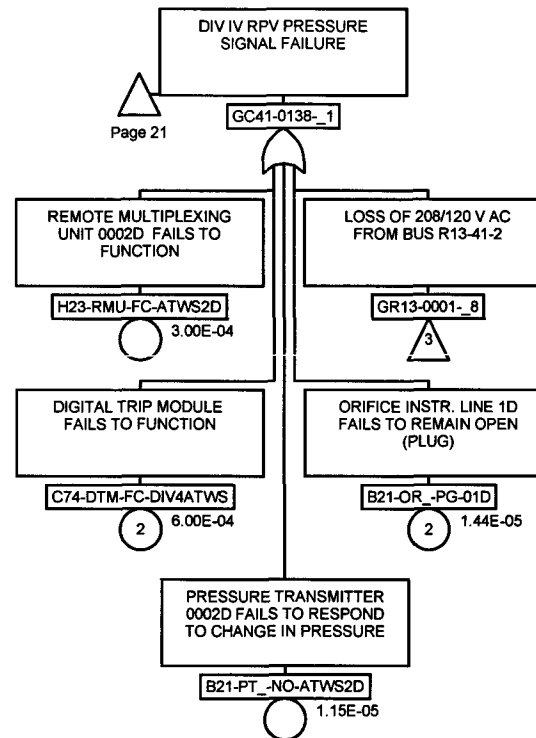 DIV IV RPV PRESSURE
SIGNAL FAILURE
Page 21
GC41-0138-_1
REMOTE MULTIPLEXING
UNIT 0002D FAILS TO
FUNCTION
H23-RMU-FC-ATWS2D
3.00E-04
LOSS OF 208/120 V AC
FROM BUS R13-41-2
GR13-0001-_8
3
DIGITAL TRIP MODULE
FAILS TO FUNCTION
C74-DTM-FC-DIV4ATWS
2
6.00E-04
ORIFICE INSTR. LINE 1D
FAILS TO REMAIN OPEN
(PLUG)
B21-OR_-PG-01D
2
1.44E-05
PRESSURE TRANSMITTER
0002D FAILS TO RESPOND
TO CHANGE IN PRESSURE
B21-PT_-NO-ATWS2D
1.15E-05